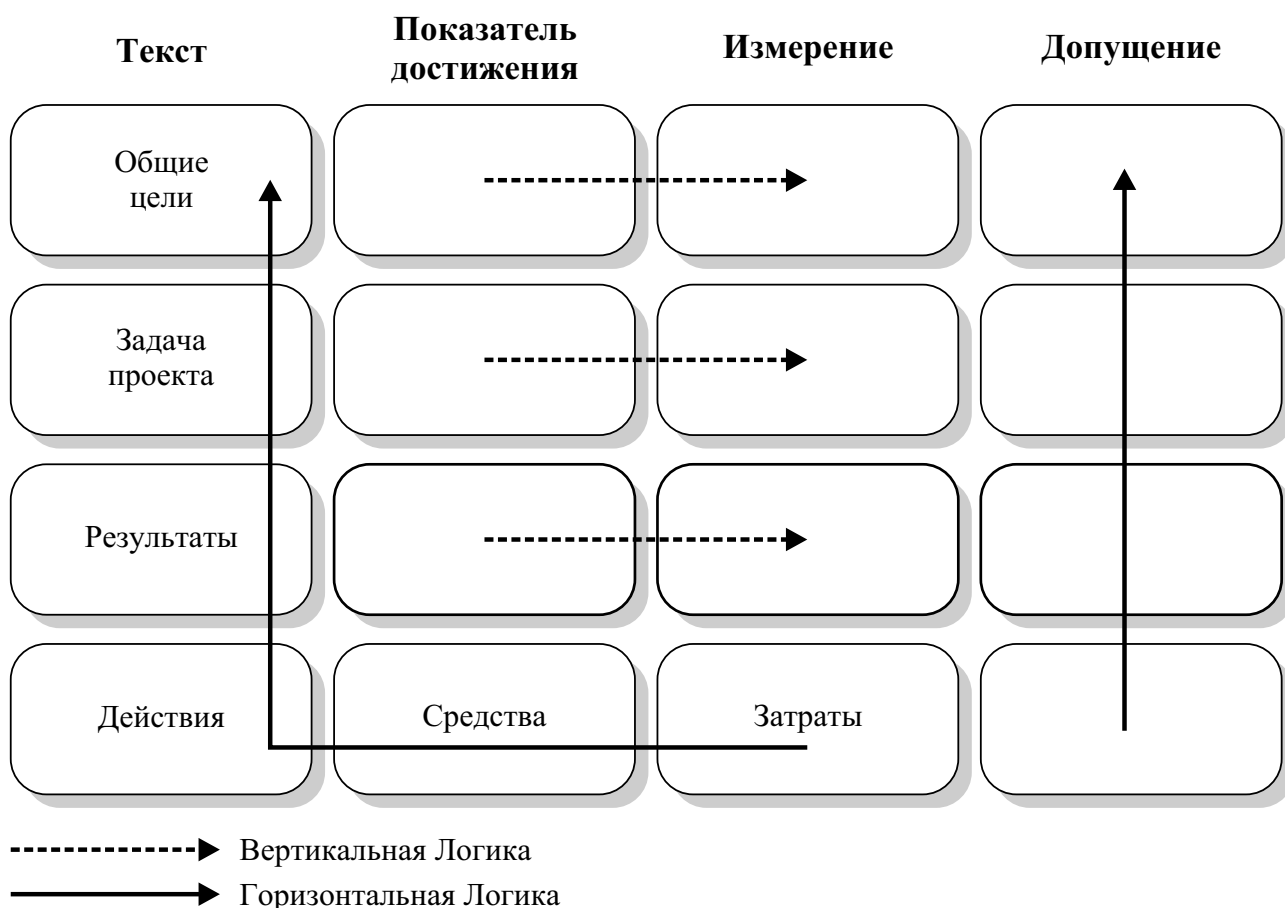 Текст
Показатель
достижения
Измерение
Допущение
Общие
цели
Задача
проекта
Результаты
Действия
Средства
Затраты
Вертикальная Логика
Горизонтальная Логика